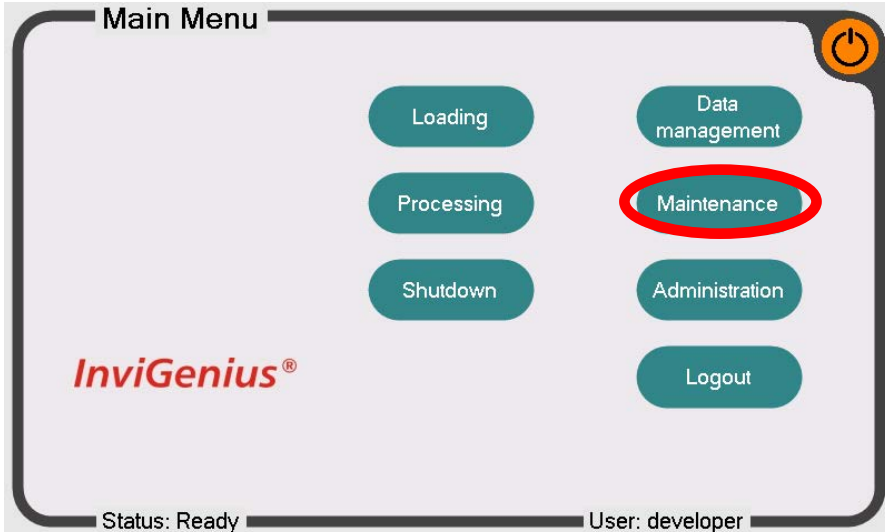 Main Menu
Loading
Data
management
Processing
Maintenance
Shutdown
Administration
InviGenius®
Logout
Status: Ready
User: developer